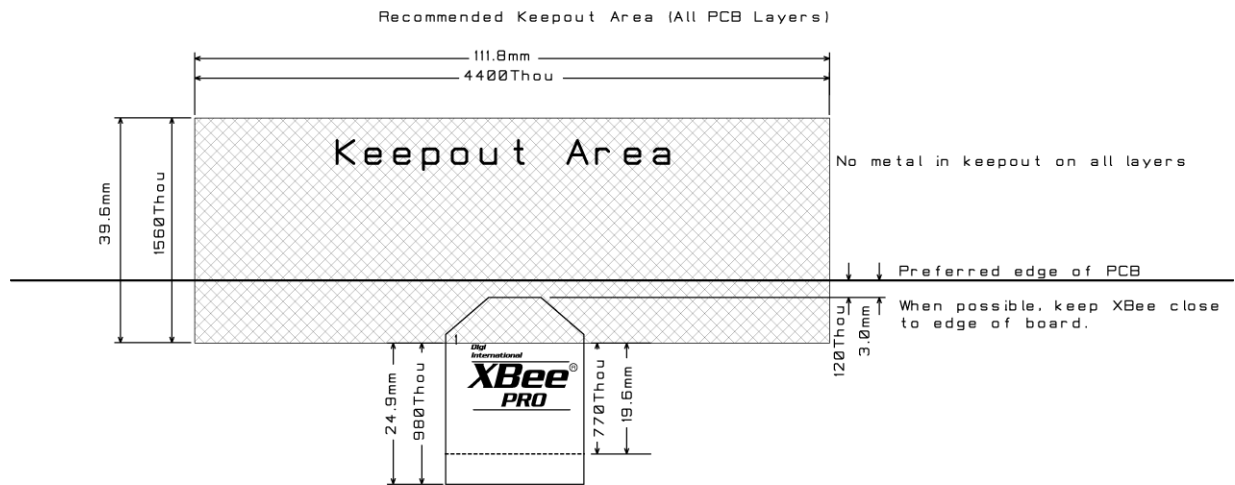 Recommended Keepout Area (All PCB Layers)
111.8mm
4400Thou
Keepout Area
No metal in keepout on all layers
39.6mm
1560Thou
Preferred edge of PCB
When possible, keep XBee close
to edge of board.
120Thou
3.0mm
1
Digi
International
XBee®
PRO
24.9mm
980Thou
770Thou
19.6mm